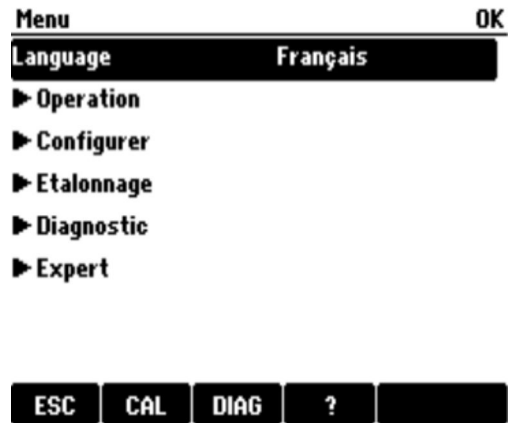 Menu OK
Language Français
▶ Operation
▶ Configurer
▶ Etalonnage
▶ Diagnostic
▶ Expert
ESC CAL DIAG ?